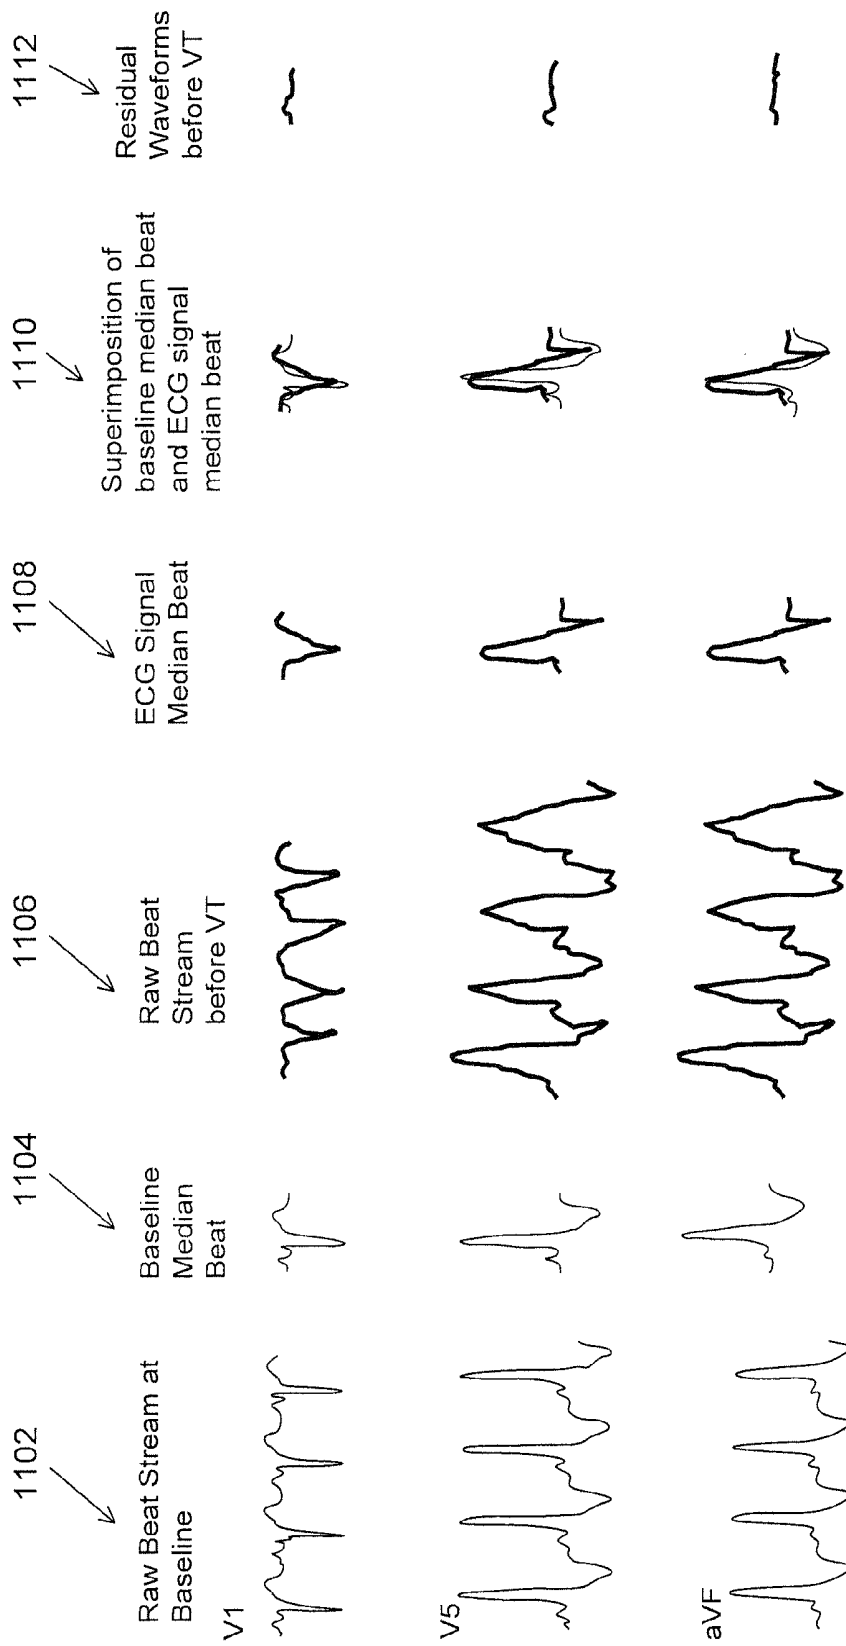 1102
Raw Beat Stream at
Baseline
1104
Baseline
Median
Beat
1106
Raw Beat
Stream
before VT
1108
ECG Signal
Median Beat
1110
Superimposition of
baseline median beat
and ECG signal
median beat
1112
Residual
Waveforms
before VT
V1
V5
aVF